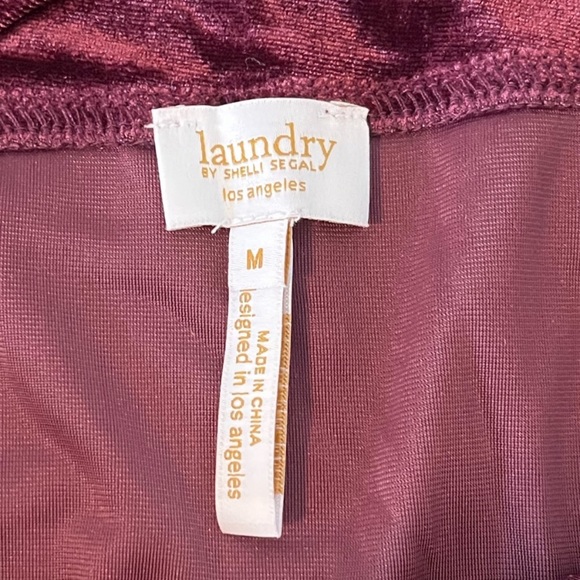 laundry
BY SHELLI SEGAL
los angeles
M
MADE IN CHINA
esigned in los angeles